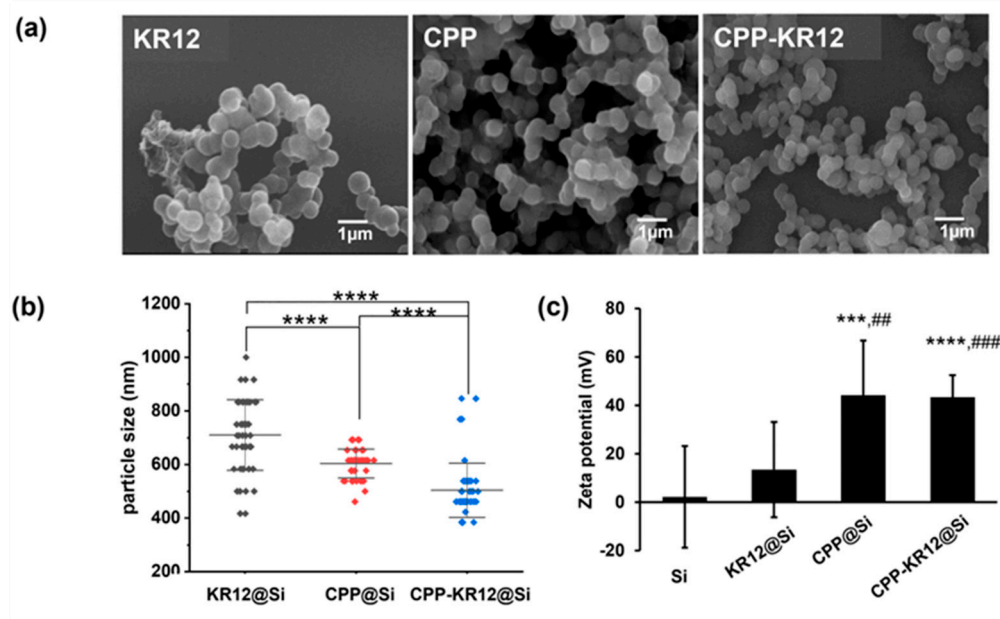 (a)
KR12
CPP
CPP-KR12
1μm
1μm
1μm
(b)
particle size (nm)
1200
1000
800
600
400
200
****
****
****
KR12@Si
CPP@Si
CPP-KR12@Si
(c)
Zeta potential (mV)
80
60
40
20
0
-20
***,##
****,###
Si
KR12@Si
CPP@Si
CPP-KR12@Si